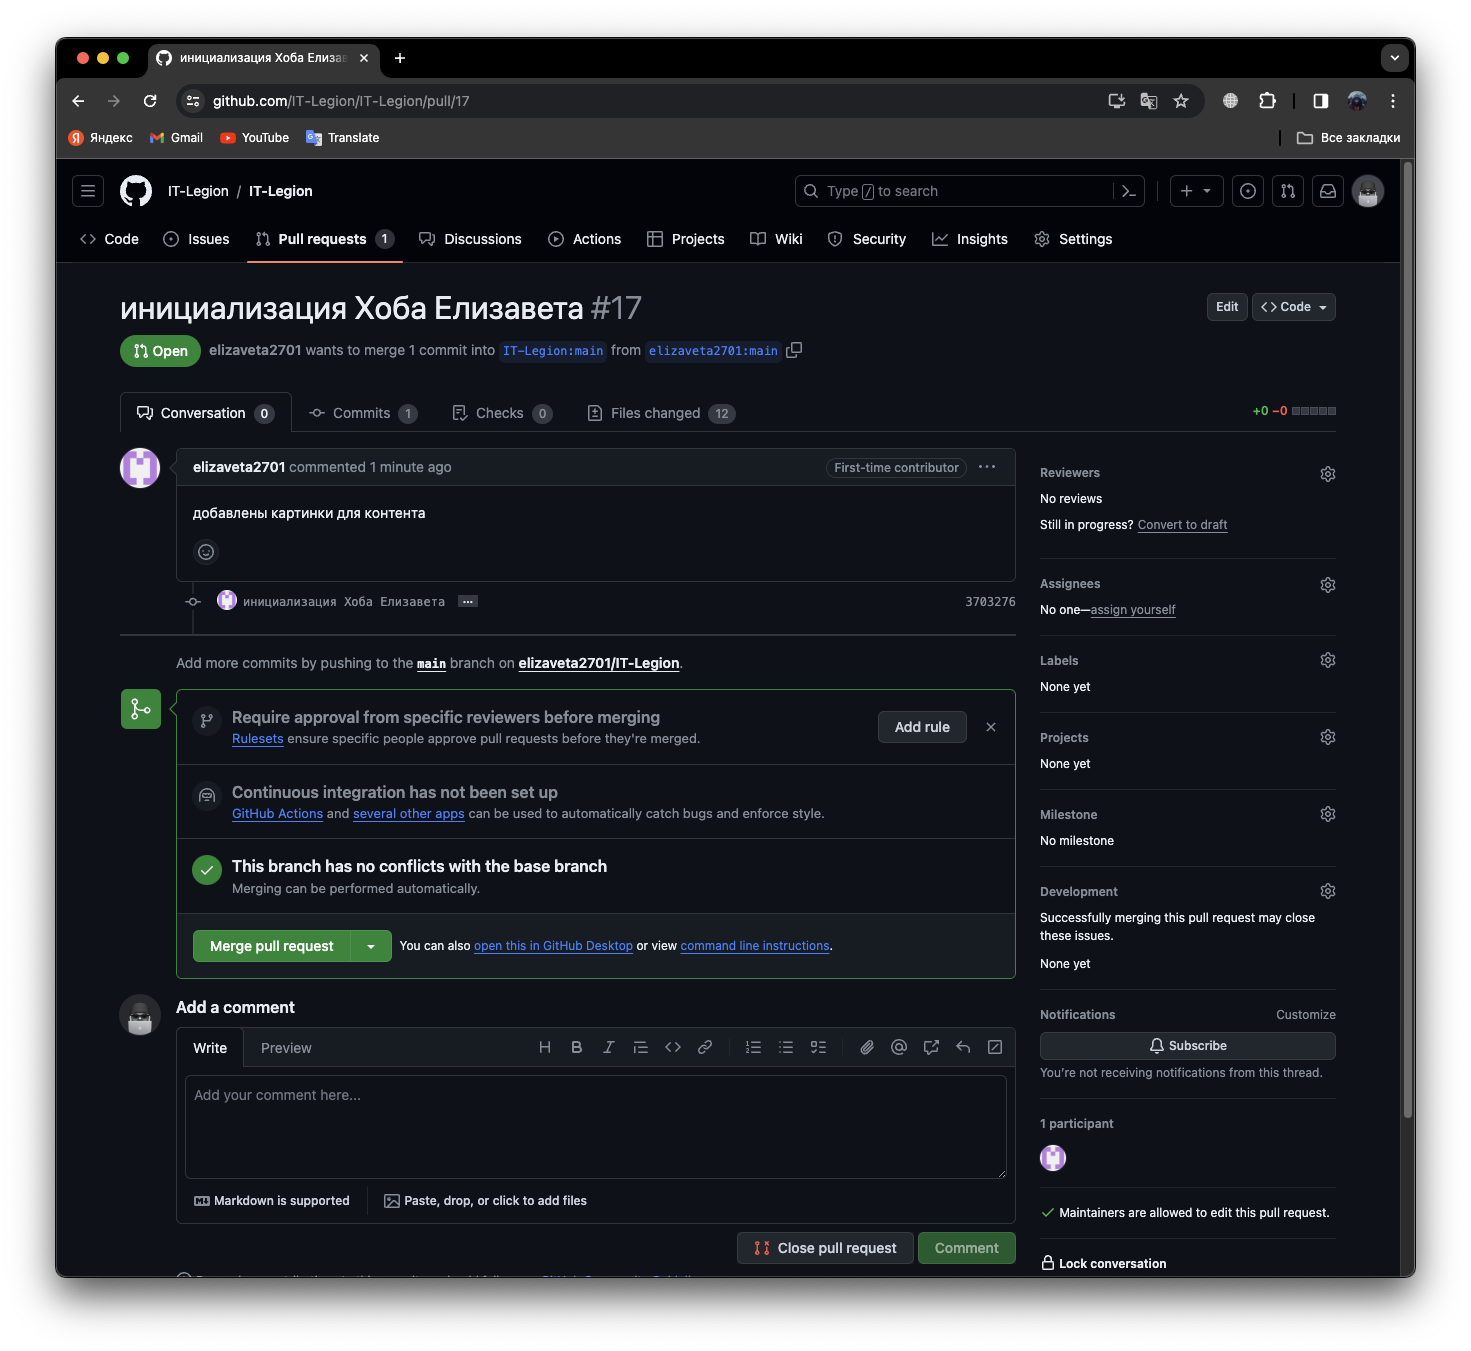 инициализация Хоба Елизав
github.com/IT-Legion/IT-Legion/pull/17
Яндекс Gmail YouTube Translate Все закладки
IT-Legion / IT-Legion Type / to search
Code Issues Pull requests 1 Discussions Actions Projects Wiki Security Insights Settings
инициализация Хоба Елизавета #17 Edit <> Code
Open elizaveta2701 wants to merge 1 commit into IT-Legion:main from elizaveta2701:main
Conversation 0 Commits 1 Checks 0 Files changed 12 +0 −0
elizaveta2701 commented 1 minute ago First-time contributor ...
добавлены картинки для контента
инициализация Хоба Елизавета ... 3703276
Add more commits by pushing to the main branch on elizaveta2701/IT-Legion.
Require approval from specific reviewers before merging
Rulesets ensure specific people approve pull requests before they're merged.
Add rule
Continuous integration has not been set up
GitHub Actions and several other apps can be used to automatically catch bugs and enforce style.
This branch has no conflicts with the base branch
Merging can be performed automatically.
Merge pull request You can also open this in GitHub Desktop or view command line instructions.
Add a comment
Write Preview H B I
Add your comment here...
Markdown is supported Paste, drop, or click to add files
Close pull request Comment
Reviewers
No reviews
Still in progress? Convert to draft
Assignees
No one—assign yourself
Labels
None yet
Projects
None yet
Milestone
No milestone
Development
Successfully merging this pull request may close
these issues.
None yet
Notifications Customize
Subscribe
You're not receiving notifications from this thread.
1 participant
Maintainers are allowed to edit this pull request.
Lock conversation